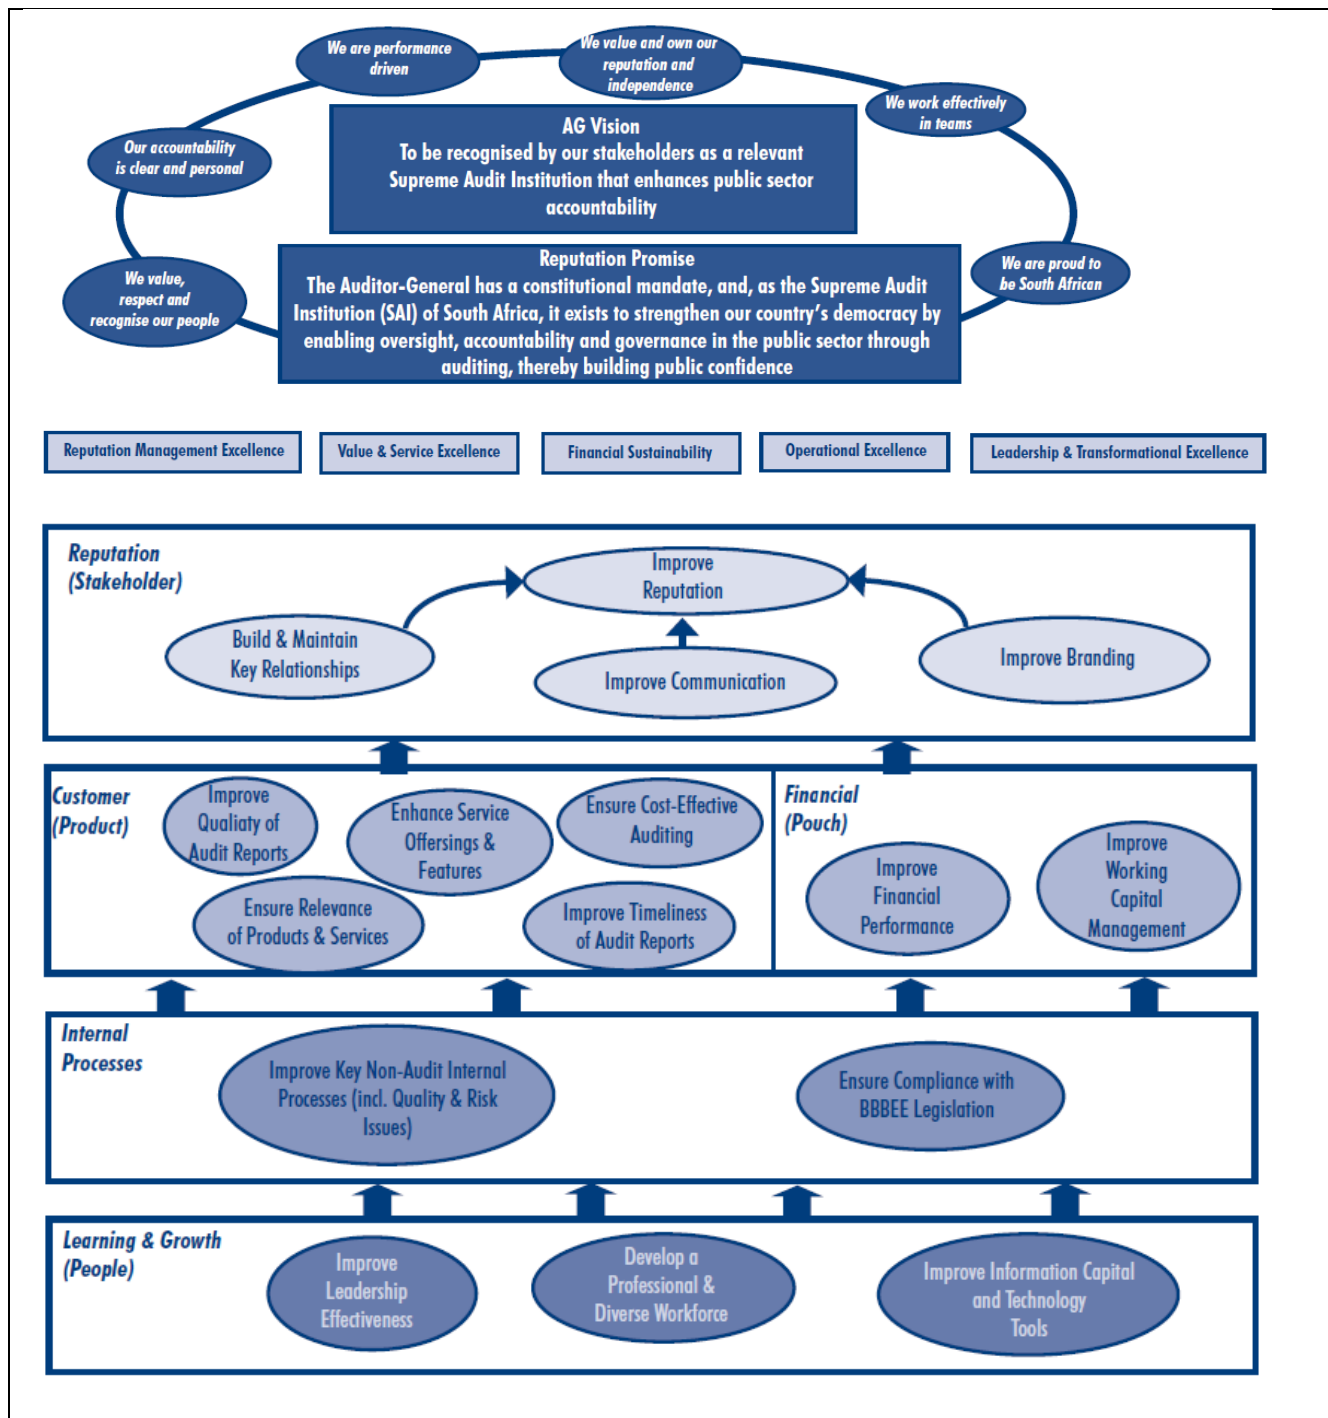 We are performance
driven
We value and own our
reputation and
independence
We work effectively
in teams
Our accountability
is clear and personal
AG Vision
To be recognised by our stakeholders as a relevant
Supreme Audit Institution that enhances public sector
accountability
We value,
respect and
recognise our people
Reputation Promise
The Auditor-General has a constitutional mandate, and, as the Supreme Audit
Institution (SAI) of South Africa, it exists to strengthen our country's democracy by
enabling oversight, accountability and governance in the public sector through
auditing, thereby building public confidence
We are proud to
be South African
Reputation Management Excellence
Value & Service Excellence
Financial Sustainability
Operational Excellence
Leadership & Transformational Excellence
Reputation
(Stakeholder)
Improve
Reputation
Build & Maintain
Key Relationships
Improve Communication
Improve Branding
Customer
(Product)
Improve
Qualiaty of
Audit Reports
Enhance Service
Offersings &
Features
Ensure Cost-Effective
Auditing
Ensure Relevance
of Products & Services
Improve Timeliness
of Audit Reports
Financial
(Pouch)
Improve
Financial
Performance
Improve
Working
Capital
Management
Internal
Processes
Improve Key Non-Audit Internal
Processes (incl. Quality & Risk
Issues)
Ensure Compliance with
BBBEE Legislation
Learning & Growth
(People)
Improve
Leadership
Effectiveness
Develop a
Professional &
Diverse Workforce
Improve Information Capital
and Technology
Tools